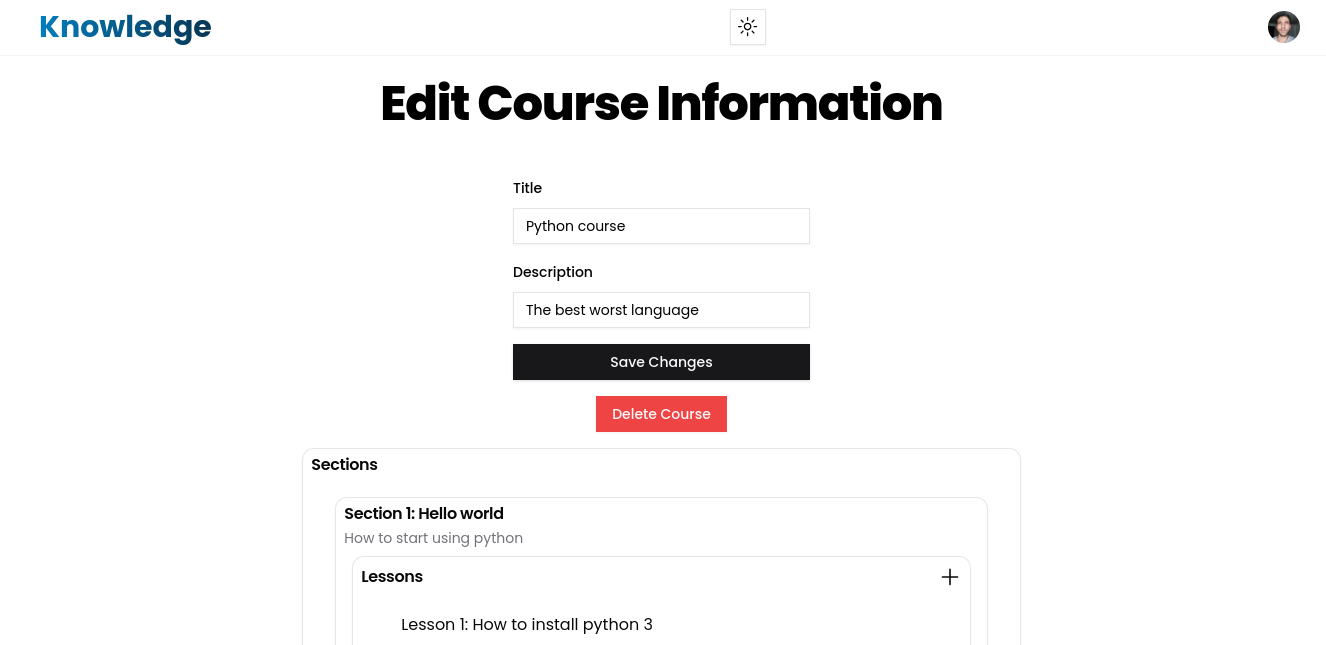 Knowledge
Edit Course Information
Title
Python course
Description
The best worst language
Save Changes
Delete Course
Sections
Section 1: Hello world
How to start using python
Lessons
Lesson 1: How to install python 3